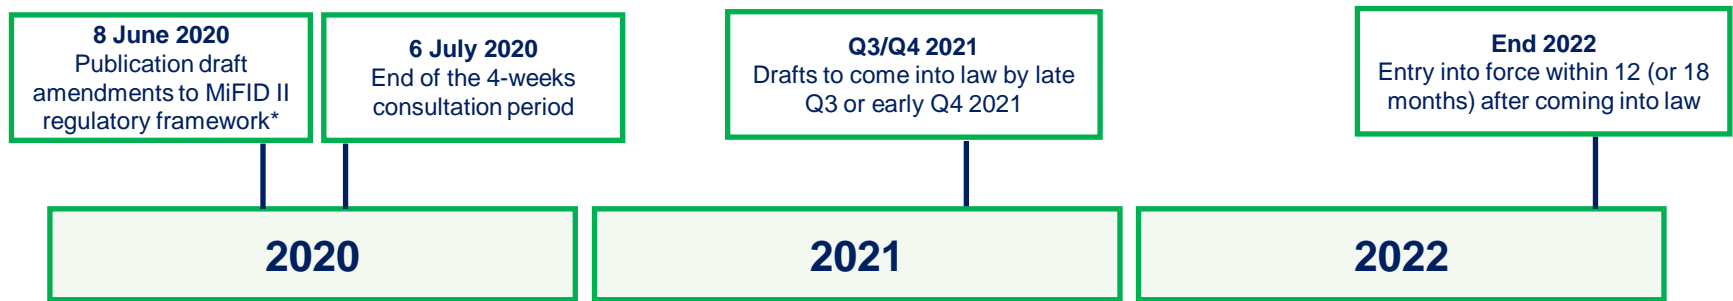 8 June 2020
Publication draft
amendments to MiFID II
regulatory framework*
6 July 2020
End of the 4-weeks
consultation period
Q3/Q4 2021
Drafts to come into law by late
Q3 or early Q4 2021
End 2022
Entry into force within 12 (or 18
months) after coming into law
2020
2021
2022